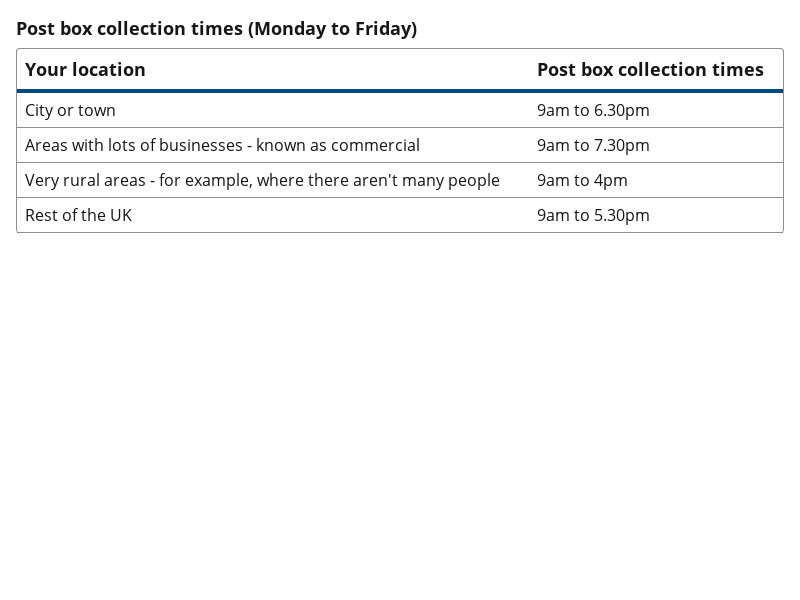 Post box collection times (Monday to Friday)
Your location Post box collection times
City or town 9am to 6.30pm
Areas with lots of businesses - known as commercial 9am to 7.30pm
Very rural areas - for example, where there aren't many people 9am to 4pm
Rest of the UK 9am to 5.30pm